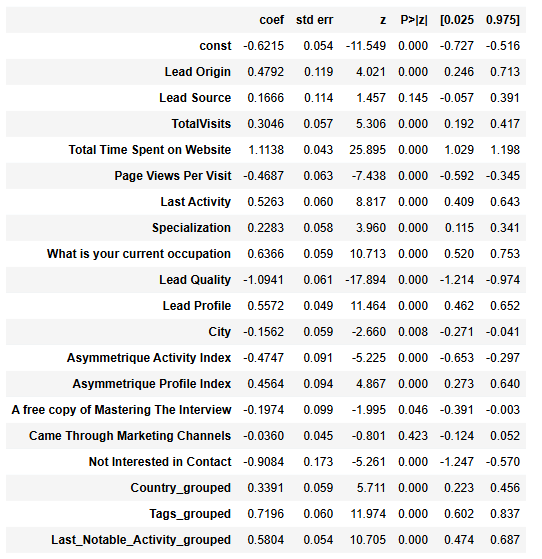 coef std err z P>|z| [0.025 0.975]
const -0.6215 0.054 -11.549 0.000 -0.727 -0.516
Lead Origin 0.4792 0.119 4.021 0.000 0.246 0.713
Lead Source 0.1666 0.114 1.457 0.145 -0.057 0.391
TotalVisits 0.3046 0.057 5.306 0.000 0.192 0.417
Total Time Spent on Website 1.1138 0.043 25.895 0.000 1.029 1.198
Page Views Per Visit -0.4687 0.063 -7.438 0.000 -0.592 -0.345
Last Activity 0.5263 0.060 8.817 0.000 0.409 0.643
Specialization 0.2283 0.058 3.960 0.000 0.115 0.341
What is your current occupation 0.6366 0.059 10.713 0.000 0.520 0.753
Lead Quality -1.0941 0.061 -17.894 0.000 -1.214 -0.974
Lead Profile 0.5572 0.049 11.464 0.000 0.462 0.652
City -0.1562 0.059 -2.660 0.008 -0.271 -0.041
Asymmetrique Activity Index -0.4747 0.091 -5.225 0.000 -0.653 -0.297
Asymmetrique Profile Index 0.4564 0.094 4.867 0.000 0.273 0.640
A free copy of Mastering The Interview -0.1974 0.099 -1.995 0.046 -0.391 -0.003
Came Through Marketing Channels -0.0360 0.045 -0.801 0.423 -0.124 0.052
Not Interested in Contact -0.9084 0.173 -5.261 0.000 -1.247 -0.570
Country_grouped 0.3391 0.059 5.711 0.000 0.223 0.456
Tags_grouped 0.7196 0.060 11.974 0.000 0.602 0.837
Last_Notable_Activity_grouped 0.5804 0.054 10.705 0.000 0.474 0.687